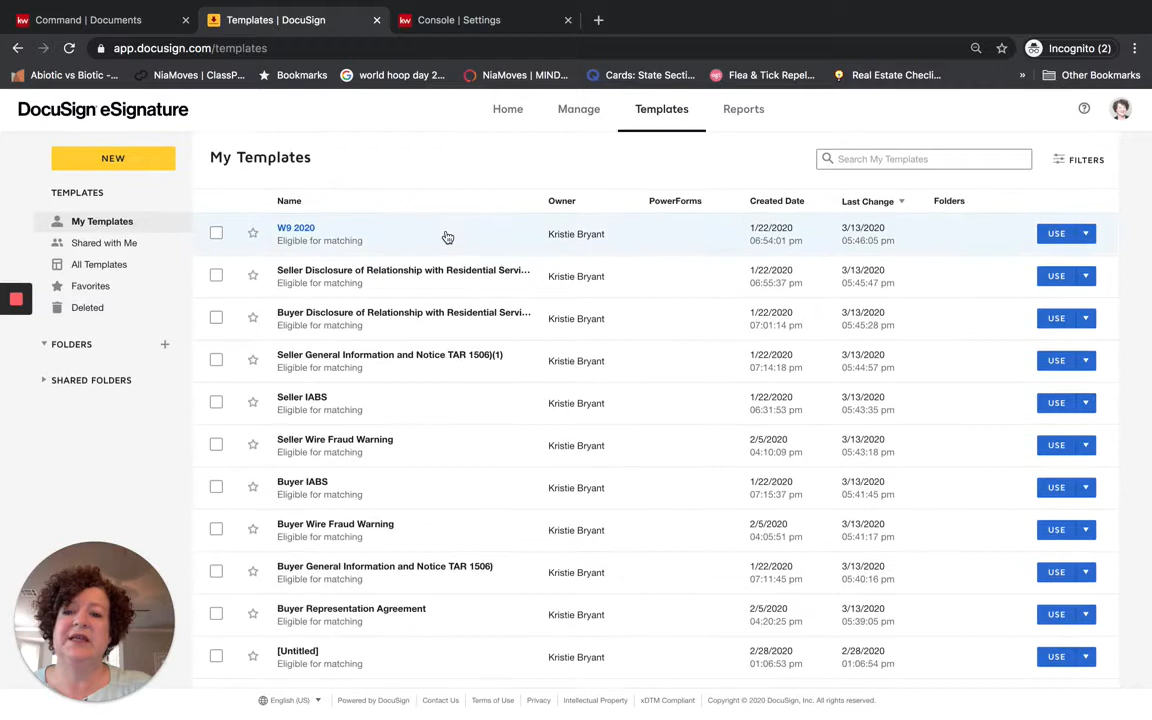 Command | Documents
Templates | DocuSign
Console | Settings
app.docusign.com/templates
Incognito (2)
Abiotic vs Biotic -...
NiaMoves | ClassP...
Bookmarks
world hoop day 2...
NiaMoves | MIND...
Cards: State Secti...
Flea & Tick Repel...
Real Estate Checli...
»
Other Bookmarks
DocuSign eSignature
Home
Manage
Templates
Reports
NEW
TEMPLATES
My Templates
Shared with Me
All Templates
Favorites
Deleted
FOLDERS
SHARED FOLDERS
My Templates
Search My Templates
FILTERS
Name Owner PowerForms Created Date Last Change Folders
W9 2020 Kristie Bryant 1/22/2020 3/13/2020 USE
Eligible for matching 06:54:01 pm 05:46:05 pm
Seller Disclosure of Relationship with Residential Servi... Kristie Bryant 1/22/2020 3/13/2020 USE
Eligible for matching 06:55:37 pm 05:45:47 pm
Buyer Disclosure of Relationship with Residential Servi... Kristie Bryant 1/22/2020 3/13/2020 USE
Eligible for matching 07:01:14 pm 05:45:28 pm
Seller General Information and Notice TAR 1506)(1) Kristie Bryant 1/22/2020 3/13/2020 USE
Eligible for matching 07:14:18 pm 05:44:57 pm
Seller IABS Kristie Bryant 1/22/2020 3/13/2020 USE
Eligible for matching 06:31:53 pm 05:43:35 pm
Seller Wire Fraud Warning Kristie Bryant 2/5/2020 3/13/2020 USE
Eligible for matching 04:10:09 pm 05:43:18 pm
Buyer IABS Kristie Bryant 1/22/2020 3/13/2020 USE
Eligible for matching 07:15:37 pm 05:41:45 pm
Buyer Wire Fraud Warning Kristie Bryant 2/5/2020 3/13/2020 USE
Eligible for matching 04:05:51 pm 05:41:17 pm
Buyer General Information and Notice TAR 1506) Kristie Bryant 1/22/2020 3/13/2020 USE
Eligible for matching 07:11:45 pm 05:40:16 pm
Buyer Representation Agreement Kristie Bryant 2/5/2020 3/13/2020 USE
Eligible for matching 04:20:25 pm 05:39:05 pm
[Untitled] Kristie Bryant 2/28/2020 2/28/2020 USE
Eligible for matching 01:06:53 pm 01:06:54 pm
English (US) Powered by DocuSign Contact Us Terms of Use Privacy Intellectual Property xDTM Compliant Copyright © 2020 DocuSign, Inc. All rights reserved.